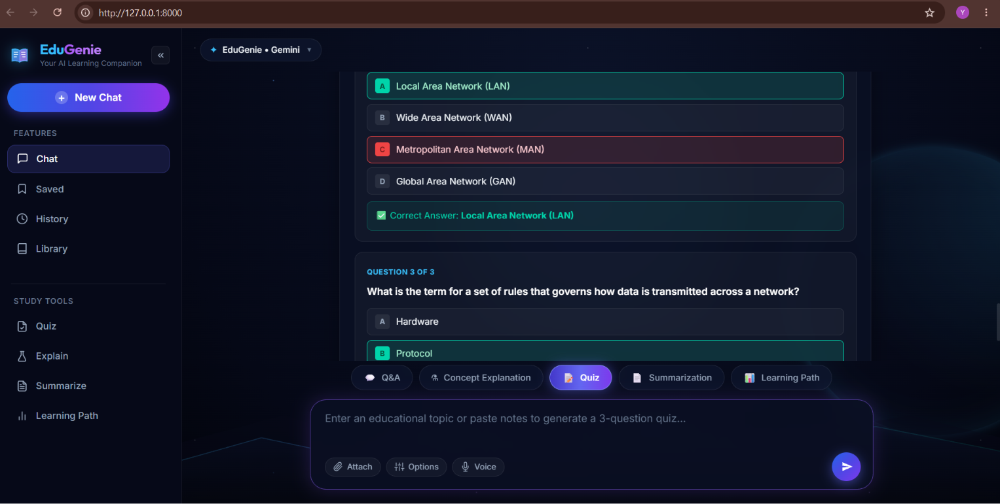 http://127.0.0.1:8000
Y
EduGenie
Your AI Learning Companion
«
+ New Chat
FEATURES
Chat
Saved
History
Library
STUDY TOOLS
Quiz
Explain
Summarize
Learning Path
EduGenie • Gemini
A Local Area Network (LAN)
B Wide Area Network (WAN)
C Metropolitan Area Network (MAN)
D Global Area Network (GAN)
✅ Correct Answer: Local Area Network (LAN)
QUESTION 3 OF 3
What is the term for a set of rules that governs how data is transmitted across a network?
A Hardware
B Protocol
Q&A
Concept Explanation
Quiz
Summarization
Learning Path
Enter an educational topic or paste notes to generate a 3-question quiz...
Attach
Options
Voice